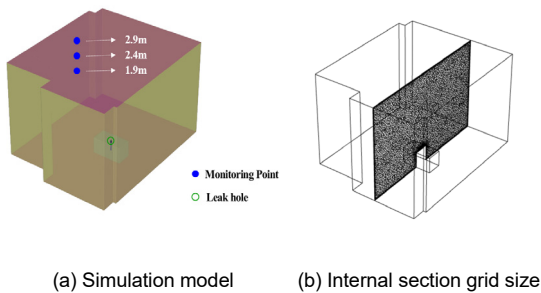 2.9m
2.4m
1.9m
Monitoring Point
Leak hole
(a) Simulation model
(b) Internal section grid size